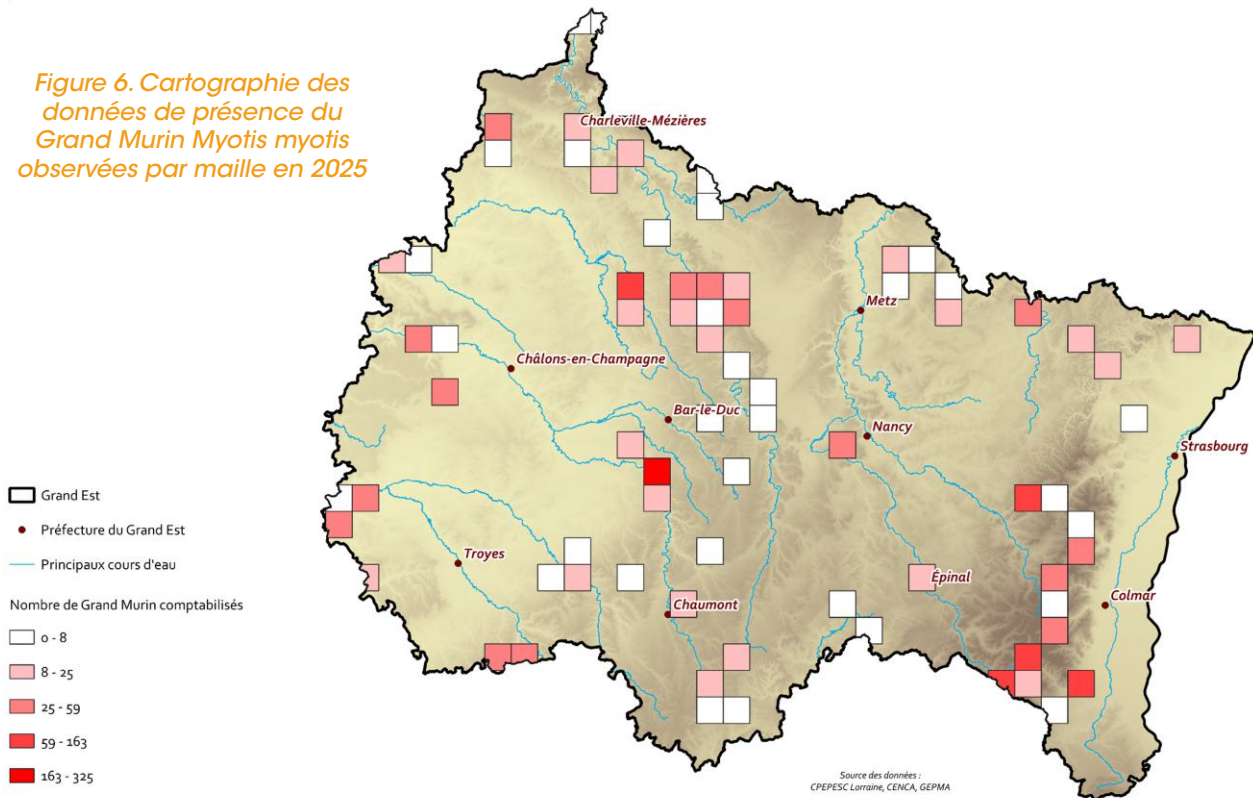 Figure 6. Cartographie des
données de présence du
Grand Murin Myotis myotis
observées par maille en 2025
Charleville-Mézières
Metz
Châlons-en-Champagne
Bar-le-Duc
Nancy
Strasbourg
Troyes
Épinal
Chaumont
Colmar
Grand Est
Préfecture du Grand Est
Principaux cours d'eau
Nombre de Grand Murin comptabilisés
0 - 8
8 - 25
25 - 59
59 - 163
163 - 325
Source des données :
CPEPESC Lorraine, CENCA, GEPMA